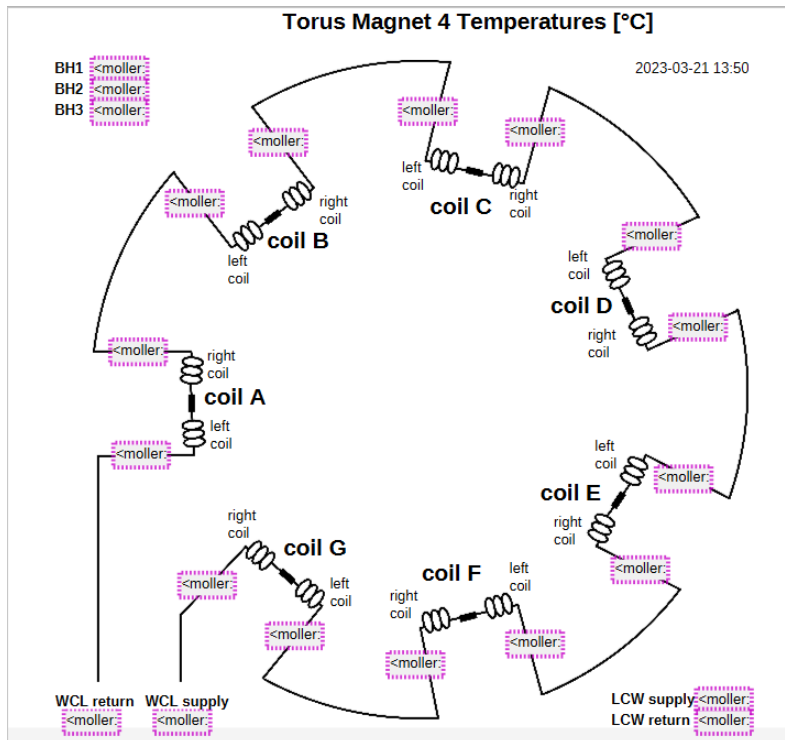 Torus Magnet 4 Temperatures [°C]
BH1 <moller:
BH2 <moller:
BH3 <moller:
2023-03-21 13:50
<moller:
<moller:
<moller:
left
coil
right
coil
coil C
<moller:
right
coil
left
coil
coil B
<moller:
left
coil
coil D
right
coil
<moller:
<moller:
right
coil
coil A
left
coil
<moller:
left
coil
coil E
right
coil
<moller:
<moller:
right
coil
coil G
left
coil
<moller:
<moller:
right
coil
coil F
left
coil
<moller:
<moller:
WCL return
<moller:
WCL supply
<moller:
LCW supply <moller:
LCW return <moller: